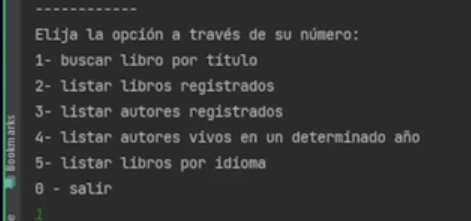 ------------
Elija la opción a través de su número:
1- buscar libro por título
2- listar libros registrados
3- listar autores registrados
4- listar autores vivos en un determinado año
5- listar libros por idioma
0 - salir
1
Bookmarks